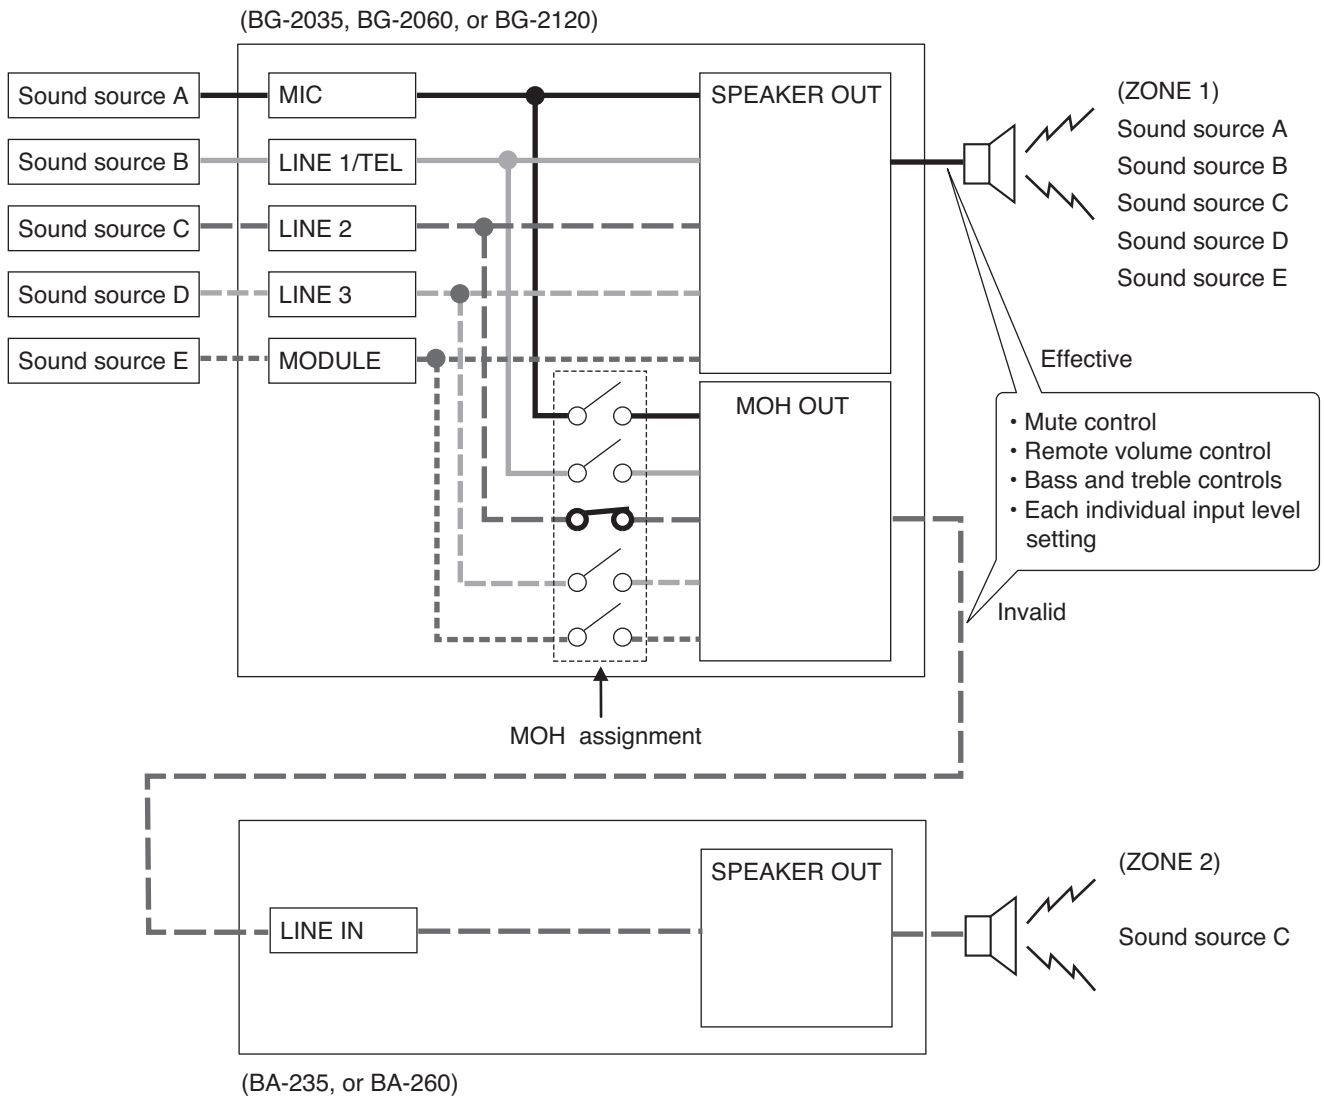 (BG-2035, BG-2060, or BG-2120)
Sound source A
MIC
SPEAKER OUT
(ZONE 1)
Sound source A
Sound source B
Sound source C
Sound source D
Sound source E
Sound source B
LINE 1/TEL
Sound source C
LINE 2
Sound source D
LINE 3
Sound source E
MODULE
Effective
MOH OUT
• Mute control
• Remote volume control
• Bass and treble controls
• Each individual input level
setting
Invalid
MOH assignment
SPEAKER OUT
(ZONE 2)
LINE IN
Sound source C
(BA-235, or BA-260)